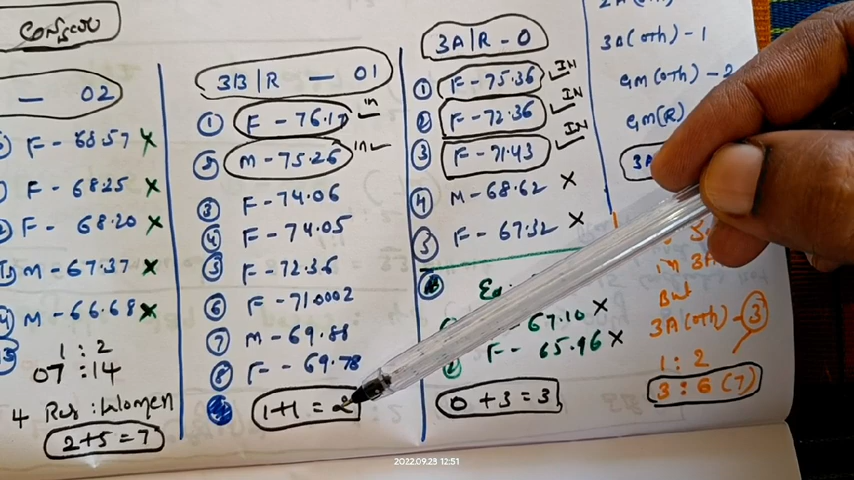 ಕನ್ನಡ
— 02
F - 68.57 ×
F - 68.25 ×
F - 68.20 ×
M - 67.37 ×
M - 66.68 ×
1 : 2
07 : 14
4 Res : Women
2+5=7
3B|R — 01
① F - 76.17 in
② M - 75.26 in
③ F - 74.06
④ F - 74.05
⑤ F - 72.36
⑥ F - 71.0002
⑦ M - 69.88
⑧ F - 69.78
1+1 = 2
3A|R - 0
① F - 75.36 IN
② F - 72.36 IN
③ F - 71.43 IN
④ M - 68.62 ×
⑤ F - 67.32 ×
67.10 ×
F - 65.96 ×
0 + 3 = 3
3A(oth) - 1
GM(oth) - 2
GM(R)
in 3A
But
3A(oth) - ③
1 : 2
3 : 6 (7)
2022.09.23 12:51